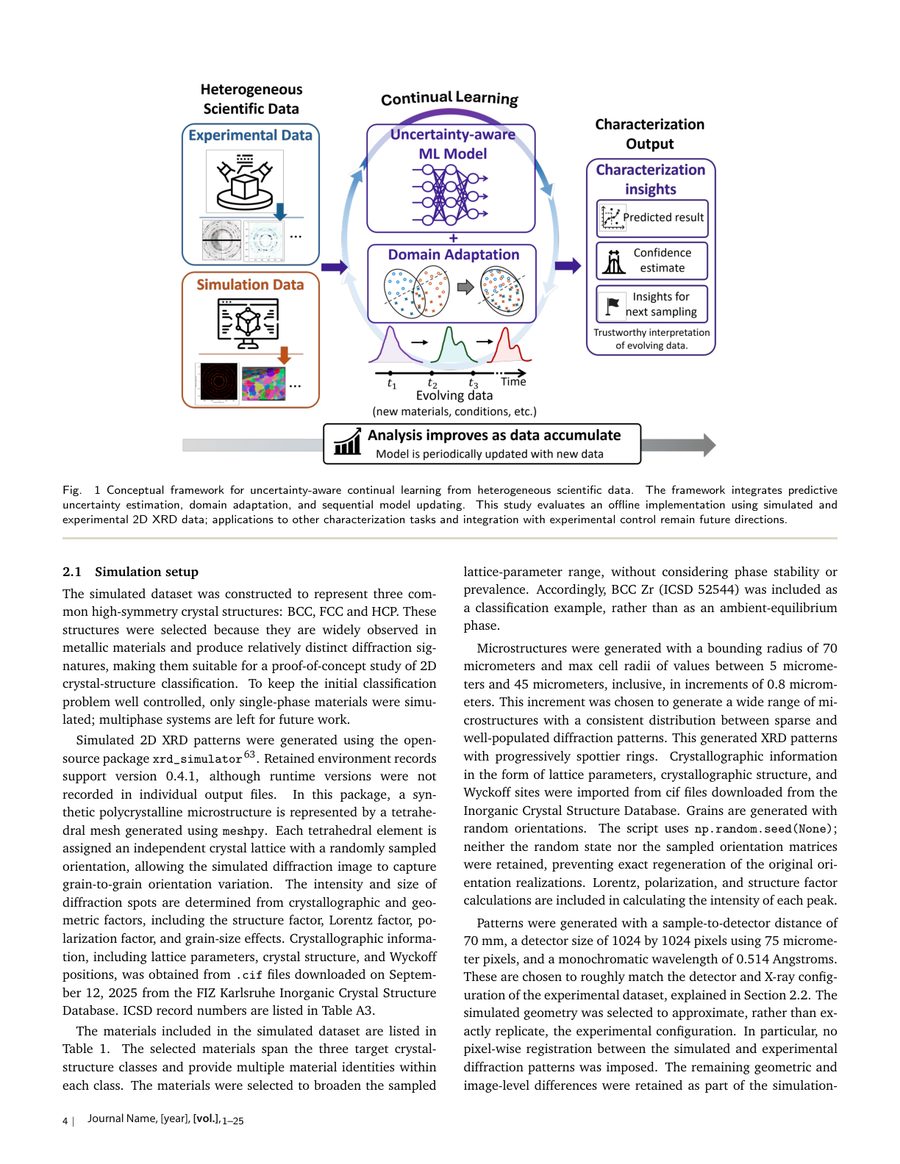 Heterogeneous
Scientific Data
Experimental Data
...
Simulation Data
...
Continual Learning
Uncertainty-aware
ML Model
+
Domain Adaptation
t1 t2 t3 Time
Evolving data
(new materials, conditions, etc.)
Characterization
Output
Characterization
insights
Predicted result
Confidence
estimate
Insights for
next sampling
Trustworthy interpretation
of evolving data.
Analysis improves as data accumulate
Model is periodically updated with new data
Fig. 1 Conceptual framework for uncertainty-aware continual learning from heterogeneous scientific data. The framework integrates predictive
uncertainty estimation, domain adaptation, and sequential model updating. This study evaluates an offline implementation using simulated and
experimental 2D XRD data; applications to other characterization tasks and integration with experimental control remain future directions.
2.1 Simulation setup
The simulated dataset was constructed to represent three com-
mon high-symmetry crystal structures: BCC, FCC and HCP. These
structures were selected because they are widely observed in
metallic materials and produce relatively distinct diffraction sig-
natures, making them suitable for a proof-of-concept study of 2D
crystal-structure classification. To keep the initial classification
problem well controlled, only single-phase materials were simu-
lated; multiphase systems are left for future work.
Simulated 2D XRD patterns were generated using the open-
source package xrd_simulator63. Retained environment records
support version 0.4.1, although runtime versions were not
recorded in individual output files. In this package, a syn-
thetic polycrystalline microstructure is represented by a tetrahe-
dral mesh generated using meshpy. Each tetrahedral element is
assigned an independent crystal lattice with a randomly sampled
orientation, allowing the simulated diffraction image to capture
grain-to-grain orientation variation. The intensity and size of
diffraction spots are determined from crystallographic and geo-
metric factors, including the structure factor, Lorentz factor, po-
larization factor, and grain-size effects. Crystallographic informa-
tion, including lattice parameters, crystal structure, and Wyckoff
positions, was obtained from .cif files downloaded on Septem-
ber 12, 2025 from the FIZ Karlsruhe Inorganic Crystal Structure
Database. ICSD record numbers are listed in Table A3.
The materials included in the simulated dataset are listed in
Table 1. The selected materials span the three target crystal-
structure classes and provide multiple material identities within
each class. The materials were selected to broaden the sampled
lattice-parameter range, without considering phase stability or
prevalence. Accordingly, BCC Zr (ICSD 52544) was included as
a classification example, rather than as an ambient-equilibrium
phase.
Microstructures were generated with a bounding radius of 70
micrometers and max cell radii of values between 5 microme-
ters and 45 micrometers, inclusive, in increments of 0.8 microm-
eters. This increment was chosen to generate a wide range of mi-
crostructures with a consistent distribution between sparse and
well-populated diffraction patterns. This generated XRD patterns
with progressively spottier rings. Crystallographic information
in the form of lattice parameters, crystallographic structure, and
Wyckoff sites were imported from cif files downloaded from the
Inorganic Crystal Structure Database. Grains are generated with
random orientations. The script uses np.random.seed(None);
neither the random state nor the sampled orientation matrices
were retained, preventing exact regeneration of the original ori-
entation realizations. Lorentz, polarization, and structure factor
calculations are included in calculating the intensity of each peak.
Patterns were generated with a sample-to-detector distance of
70 mm, a detector size of 1024 by 1024 pixels using 75 microme-
ter pixels, and a monochromatic wavelength of 0.514 Angstroms.
These are chosen to roughly match the detector and X-ray config-
uration of the experimental dataset, explained in Section 2.2. The
simulated geometry was selected to approximate, rather than ex-
actly replicate, the experimental configuration. In particular, no
pixel-wise registration between the simulated and experimental
diffraction patterns was imposed. The remaining geometric and
image-level differences were retained as part of the simulation-
4 | Journal Name, [year], [vol.], 1–25